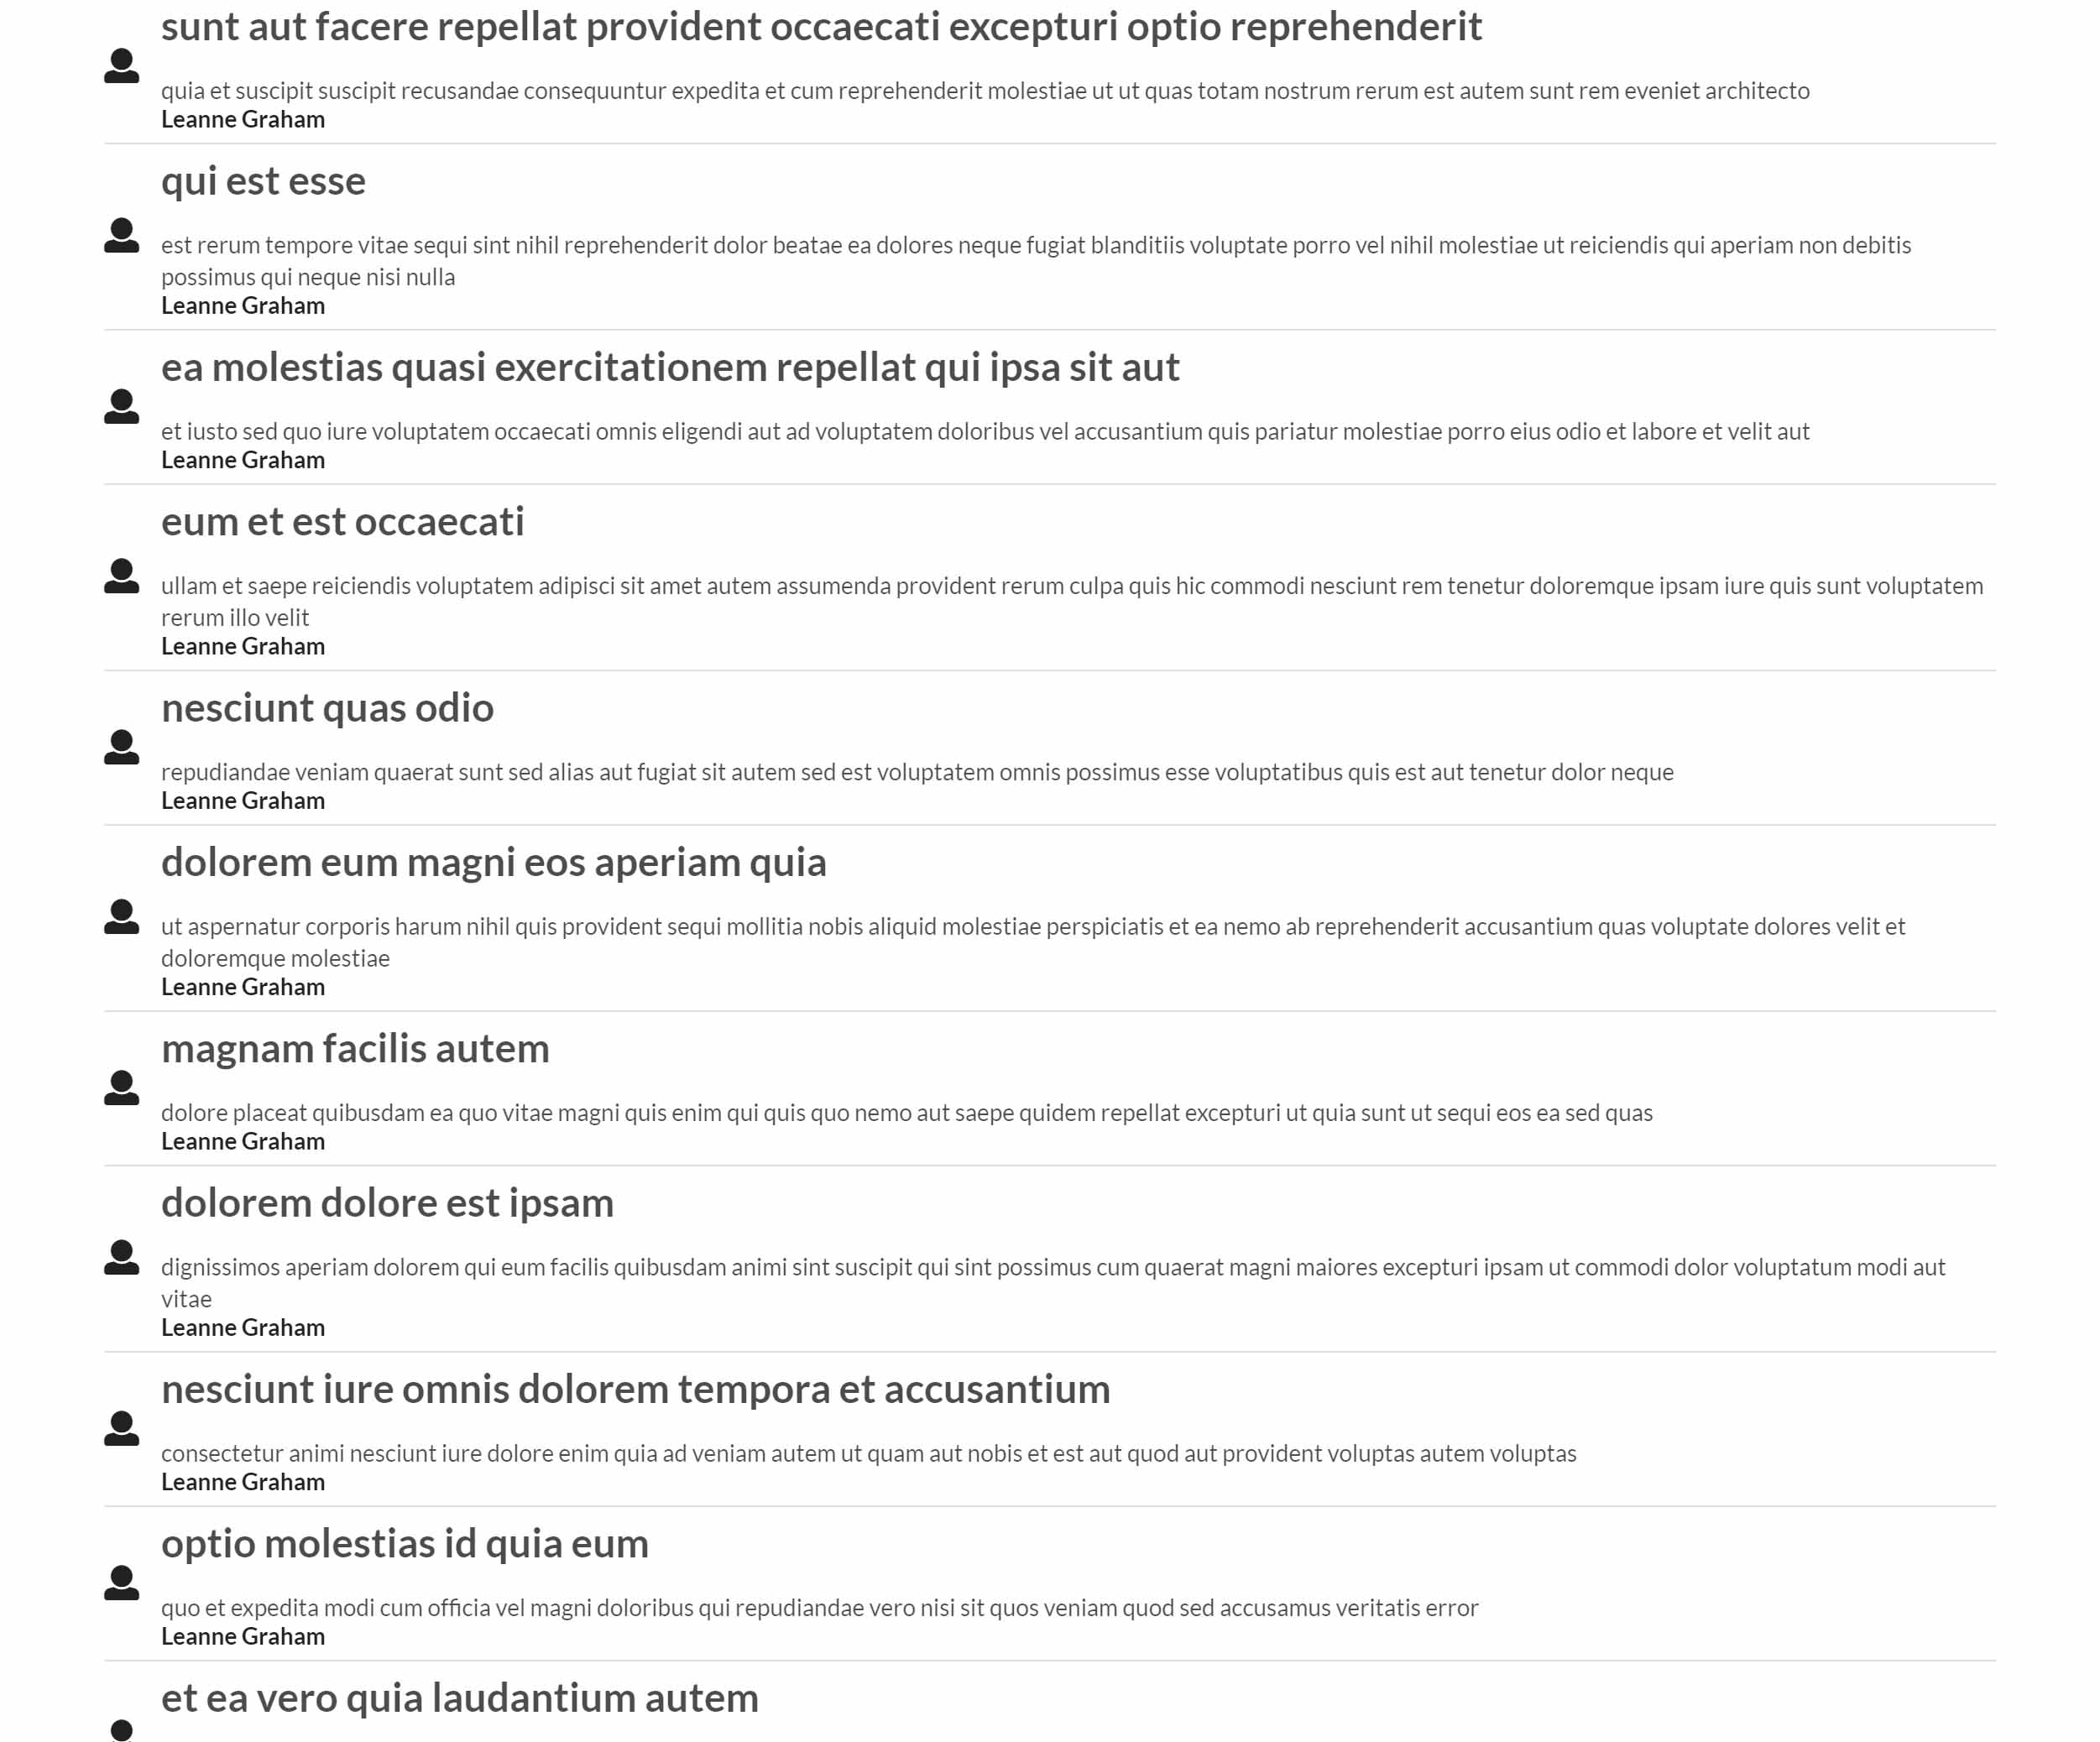 sunt aut facere repellat provident occaecati excepturi optio reprehenderit
quia et suscipit suscipit recusandae consequuntur expedita et cum reprehenderit molestiae ut ut quas totam nostrum rerum est autem sunt rem eveniet architecto
Leanne Graham
qui est esse
est rerum tempore vitae sequi sint nihil reprehenderit dolor beatae ea dolores neque fugiat blanditiis voluptate porro vel nihil molestiae ut reiciendis qui aperiam non debitis
possimus qui neque nisi nulla
Leanne Graham
ea molestias quasi exercitationem repellat qui ipsa sit aut
et iusto sed quo iure voluptatem occaecati omnis eligendi aut ad voluptatem doloribus vel accusantium quis pariatur molestiae porro eius odio et labore et velit aut
Leanne Graham
eum et est occaecati
ullam et saepe reiciendis voluptatem adipisci sit amet autem assumenda provident rerum culpa quis hic commodi nesciunt rem tenetur doloremque ipsam iure quis sunt voluptatem
rerum illo velit
Leanne Graham
nesciunt quas odio
repudiandae veniam quaerat sunt sed alias aut fugiat sit autem sed est voluptatem omnis possimus esse voluptatibus quis est aut tenetur dolor neque
Leanne Graham
dolorem eum magni eos aperiam quia
ut aspernatur corporis harum nihil quis provident sequi mollitia nobis aliquid molestiae perspiciatis et ea nemo ab reprehenderit accusantium quas voluptate dolores velit et
doloremque molestiae
Leanne Graham
magnam facilis autem
dolore placeat quibusdam ea quo vitae magni quis enim qui quis quo nemo aut saepe quidem repellat excepturi ut quia sunt ut sequi eos ea sed quas
Leanne Graham
dolorem dolore est ipsam
dignissimos aperiam dolorem qui eum facilis quibusdam animi sint suscipit qui sint possimus cum quaerat magni maiores excepturi ipsam ut commodi dolor voluptatum modi aut
vitae
Leanne Graham
nesciunt iure omnis dolorem tempora et accusantium
consectetur animi nesciunt iure dolore enim quia ad veniam autem ut quam aut nobis et est aut quod aut provident voluptas autem voluptas
Leanne Graham
optio molestias id quia eum
quo et expedita modi cum officia vel magni doloribus qui repudiandae vero nisi sit quos veniam quod sed accusamus veritatis error
Leanne Graham
et ea vero quia laudantium autem